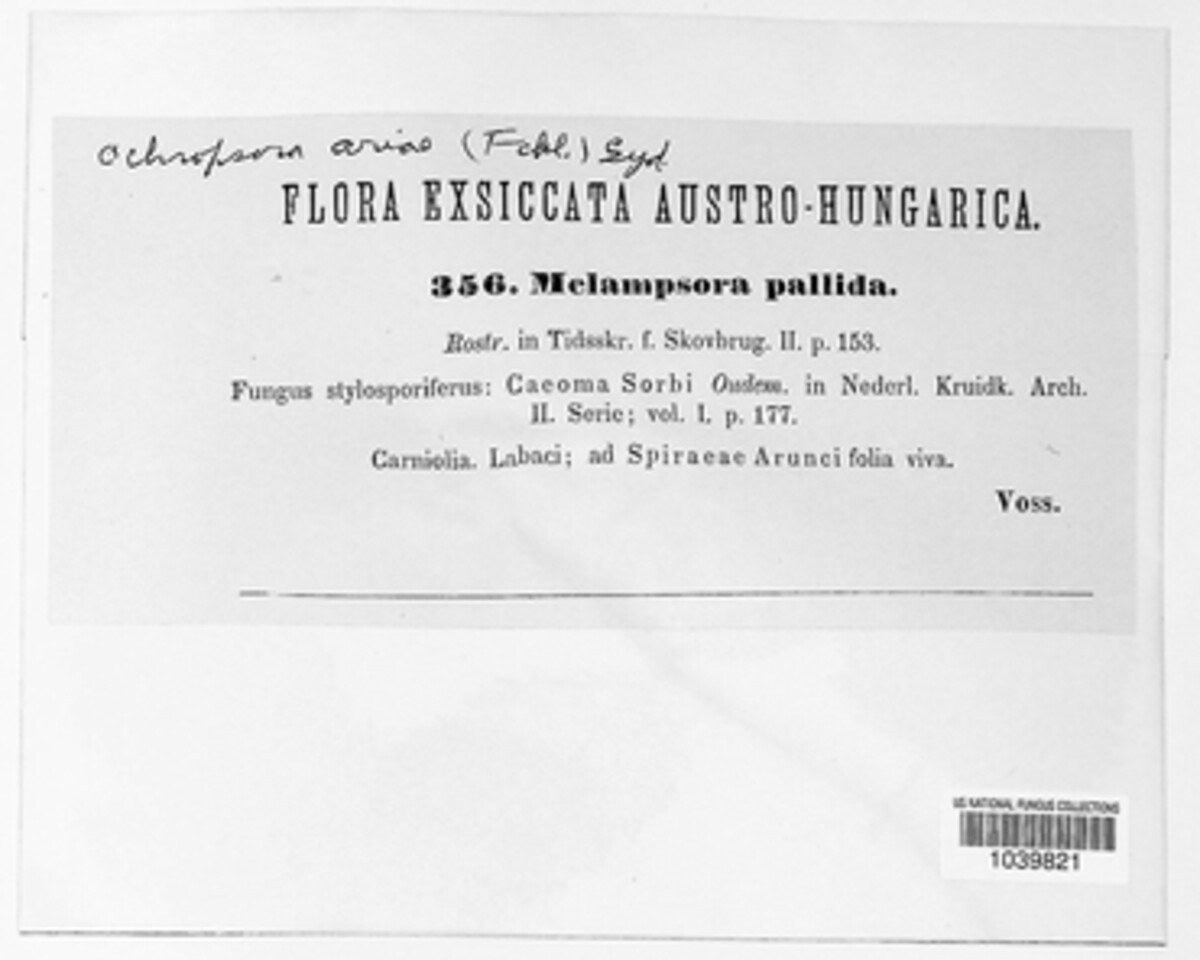 Ochropsora ariae (Fckl.) Syd
FLORA EXSICCATA AUSTRO-HUNGARICA.
356. Melampsora pallida.
Rostr. in Tidsskr. f. Skovbrug. II. p. 153.
Fungus stylosporiferus: Caeoma Sorbi Oudem. in Nederl. Kruidk. Arch.
II. Serie; vol. I. p. 177.
Carniolia. Labaci; ad Spiraeae Arunci folia viva.
Voss.
US NATIONAL FUNGUS COLLECTIONS
1039821